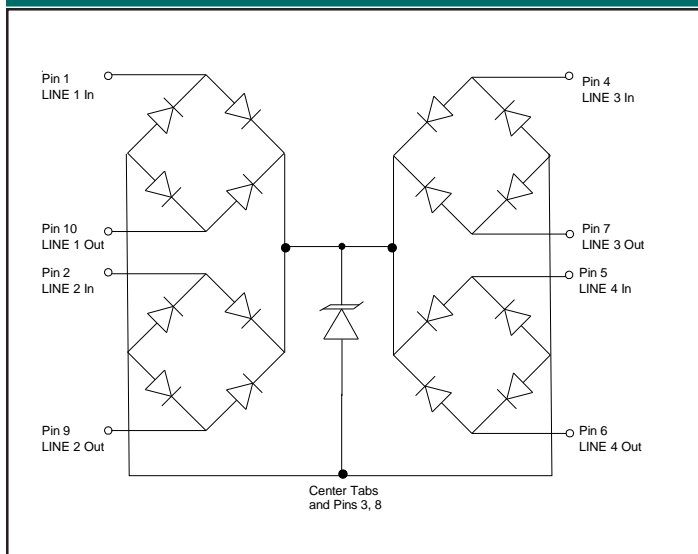 Pin 1
LINE 1 In
Pin 4
LINE 3 In
Pin 10
LINE 1 Out
Pin 7
LINE 3 Out
Pin 2
LINE 2 In
Pin 5
LINE 4 In
Pin 9
LINE 2 Out
Pin 6
LINE 4 Out
Center Tabs
and Pins 3, 8